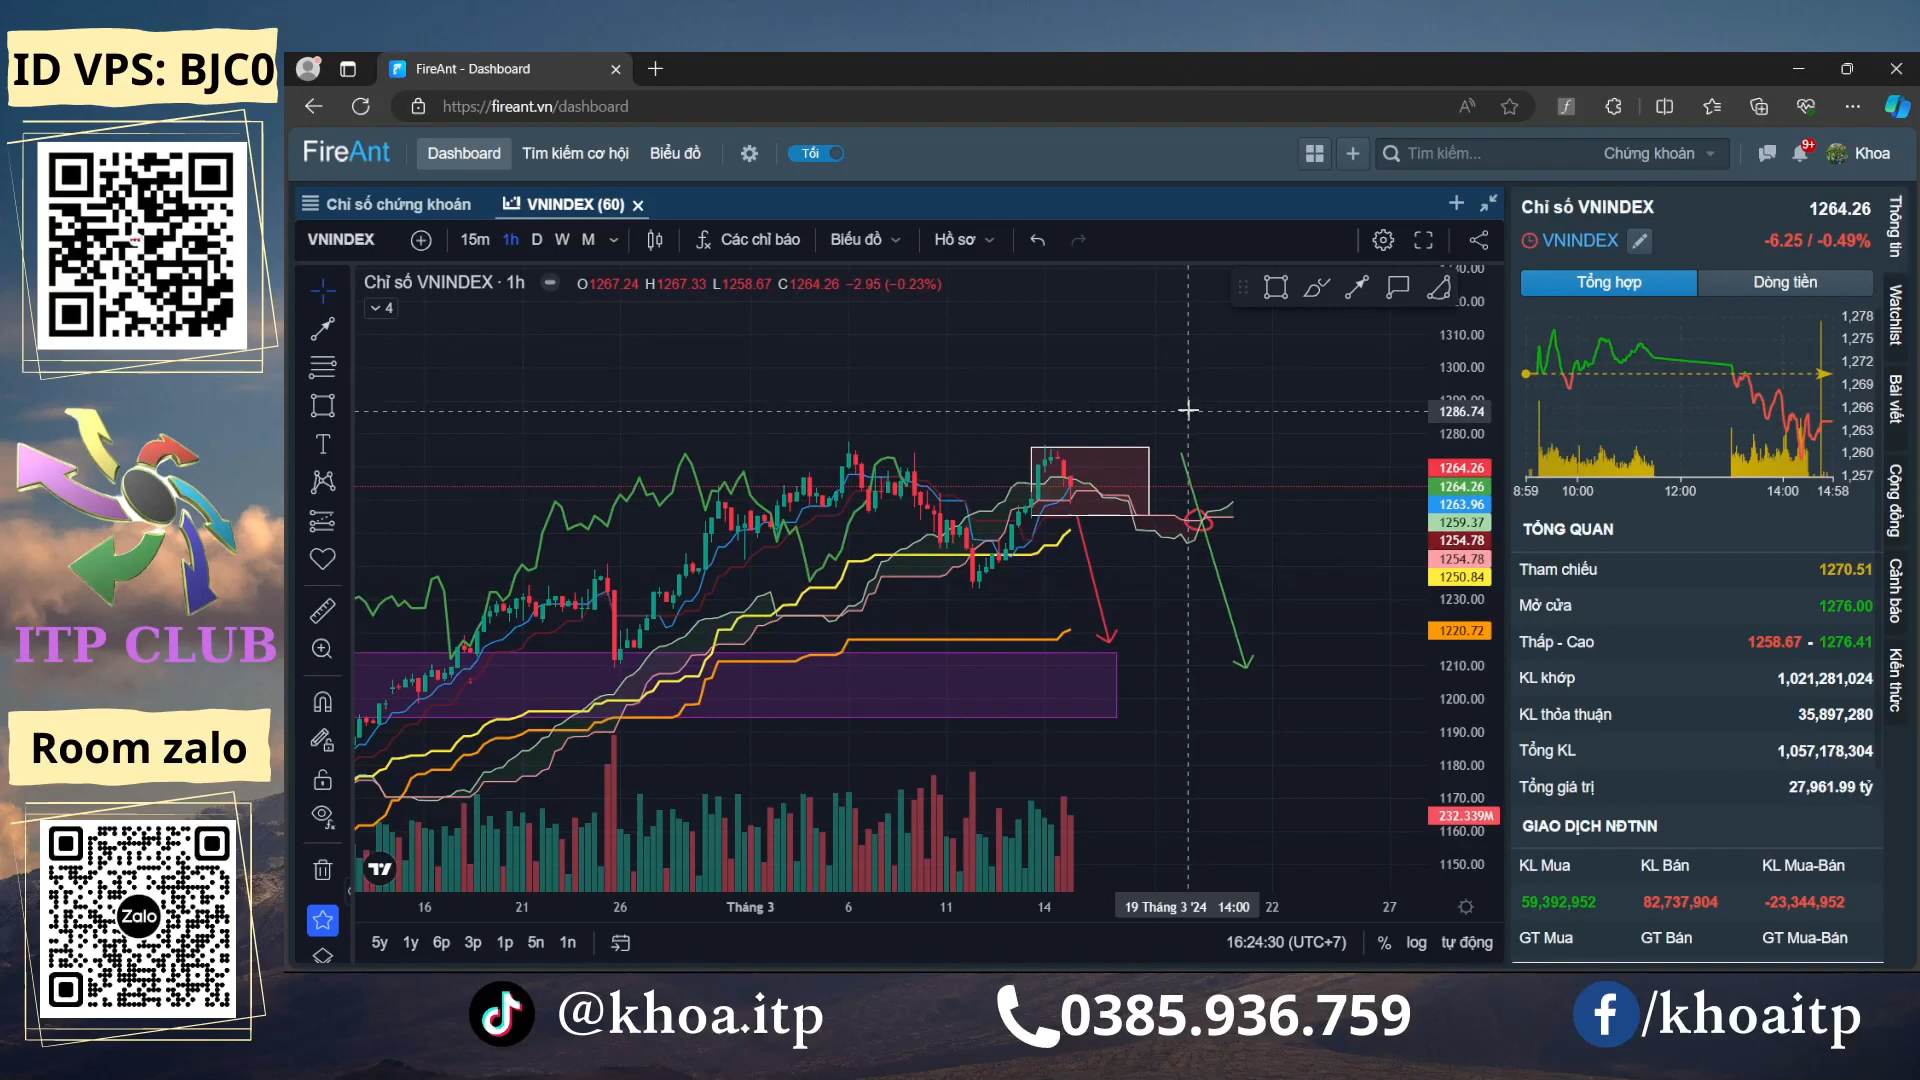 ID VPS: BJC0
ITP CLUB
Room zalo
Zalo
FireAnt - Dashboard
https://fireant.vn/dashboard
FireAnt
Dashboard
Tìm kiếm cơ hội
Biểu đồ
Tối
Tìm kiếm...
Chứng khoán
9+
Khoa
Chỉ số chứng khoán
VNINDEX (60)
VNINDEX
15m 1h D W M
Các chỉ báo
Biểu đồ
Hồ sơ
Chỉ số VNINDEX · 1h
O1267.24 H1267.33 L1258.67 C1264.26 −2.95 (−0.23%)
4
1310.00
1300.00
1286.74
1280.00
1264.26
1264.26
1263.96
1259.37
1254.78
1254.78
1250.84
1230.00
1220.72
1210.00
1200.00
1190.00
1180.00
1170.00
232.339M
1160.00
1150.00
16 21 26 Tháng 3 6 11 14 19 Tháng 3 '24 14:00 22 27
5y 1y 6p 3p 1p 5n 1n
16:24:30 (UTC+7)
% log tự động
Chỉ số VNINDEX
1264.26
VNINDEX
-6.25 / -0.49%
Tổng hợp
Dòng tiền
1,278
1,275
1,272
1,269
1,266
1,263
1,260
1,257
8:59 10:00 12:00 14:00 14:58
TỔNG QUAN
Tham chiếu 1270.51
Mở cửa 1276.00
Thấp - Cao 1258.67 - 1276.41
KL khớp 1,021,281,024
KL thỏa thuận 35,897,280
Tổng KL 1,057,178,304
Tổng giá trị 27,961.99 tỷ
GIAO DỊCH NĐTNN
KL Mua KL Bán KL Mua-Bán
59,392,952 82,737,904 -23,344,952
GT Mua GT Bán GT Mua-Bán
Thông tin
Watchlist
Bài viết
Cộng đồng
Cảnh báo
Kiến thức
@khoa.itp
0385.936.759
/khoaitp